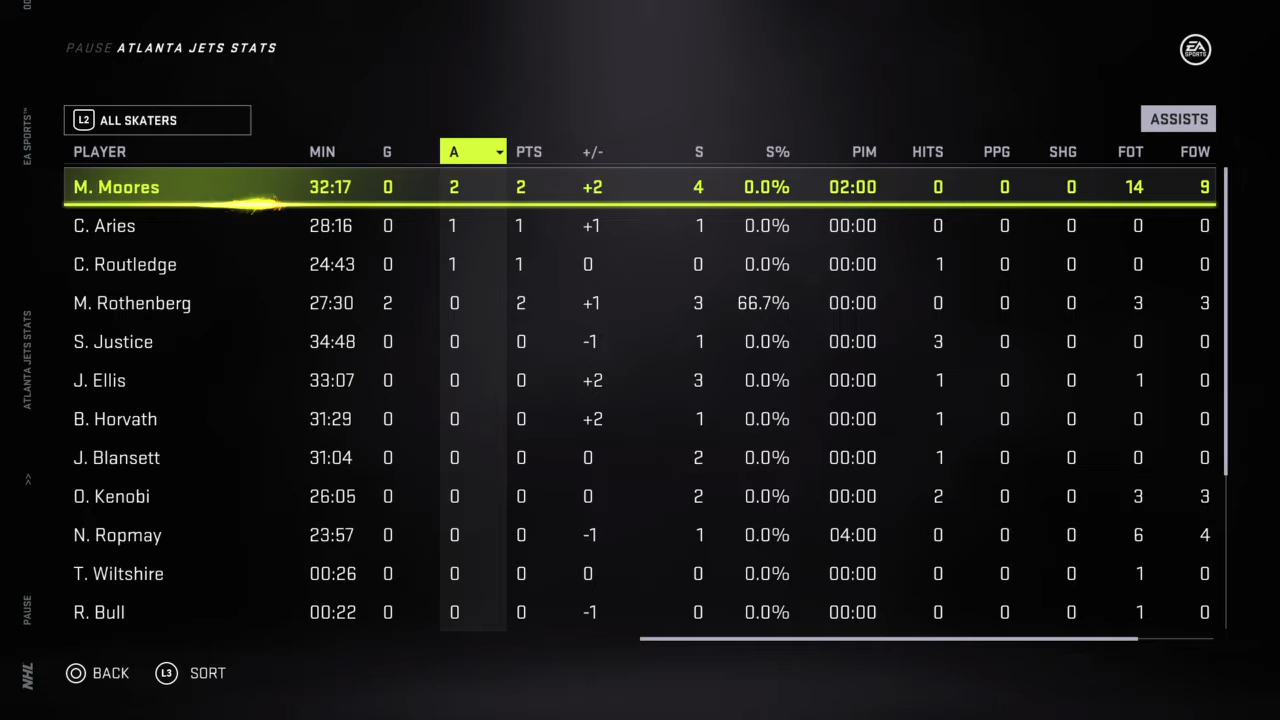 PAUSE ATLANTA JETS STATS
EA SPORTS
L2 ALL SKATERS
ASSISTS
PLAYER MIN G A PTS +/- S S% PIM HITS PPG SHG FOT FOW
M. Moores 32:17 0 2 2 +2 4 0.0% 02:00 0 0 0 14 9
C. Aries 28:16 0 1 1 +1 1 0.0% 00:00 0 0 0 0 0
C. Routledge 24:43 0 1 1 0 0 0.0% 00:00 1 0 0 0 0
M. Rothenberg 27:30 2 0 2 +1 3 66.7% 00:00 0 0 0 3 3
S. Justice 34:48 0 0 0 -1 1 0.0% 00:00 3 0 0 0 0
J. Ellis 33:07 0 0 0 +2 3 0.0% 00:00 1 0 0 1 0
B. Horvath 31:29 0 0 0 +2 1 0.0% 00:00 1 0 0 0 0
J. Blansett 31:04 0 0 0 0 2 0.0% 00:00 1 0 0 0 0
O. Kenobi 26:05 0 0 0 0 2 0.0% 00:00 2 0 0 3 3
N. Ropmay 23:57 0 0 0 -1 1 0.0% 04:00 0 0 0 6 4
T. Wiltshire 00:26 0 0 0 0 0 0.0% 00:00 0 0 0 1 0
R. Bull 00:22 0 0 0 -1 0 0.0% 00:00 0 0 0 1 0
BACK L3 SORT
NHL
PAUSE
>>
ATLANTA JETS STATS
EA SPORTS™